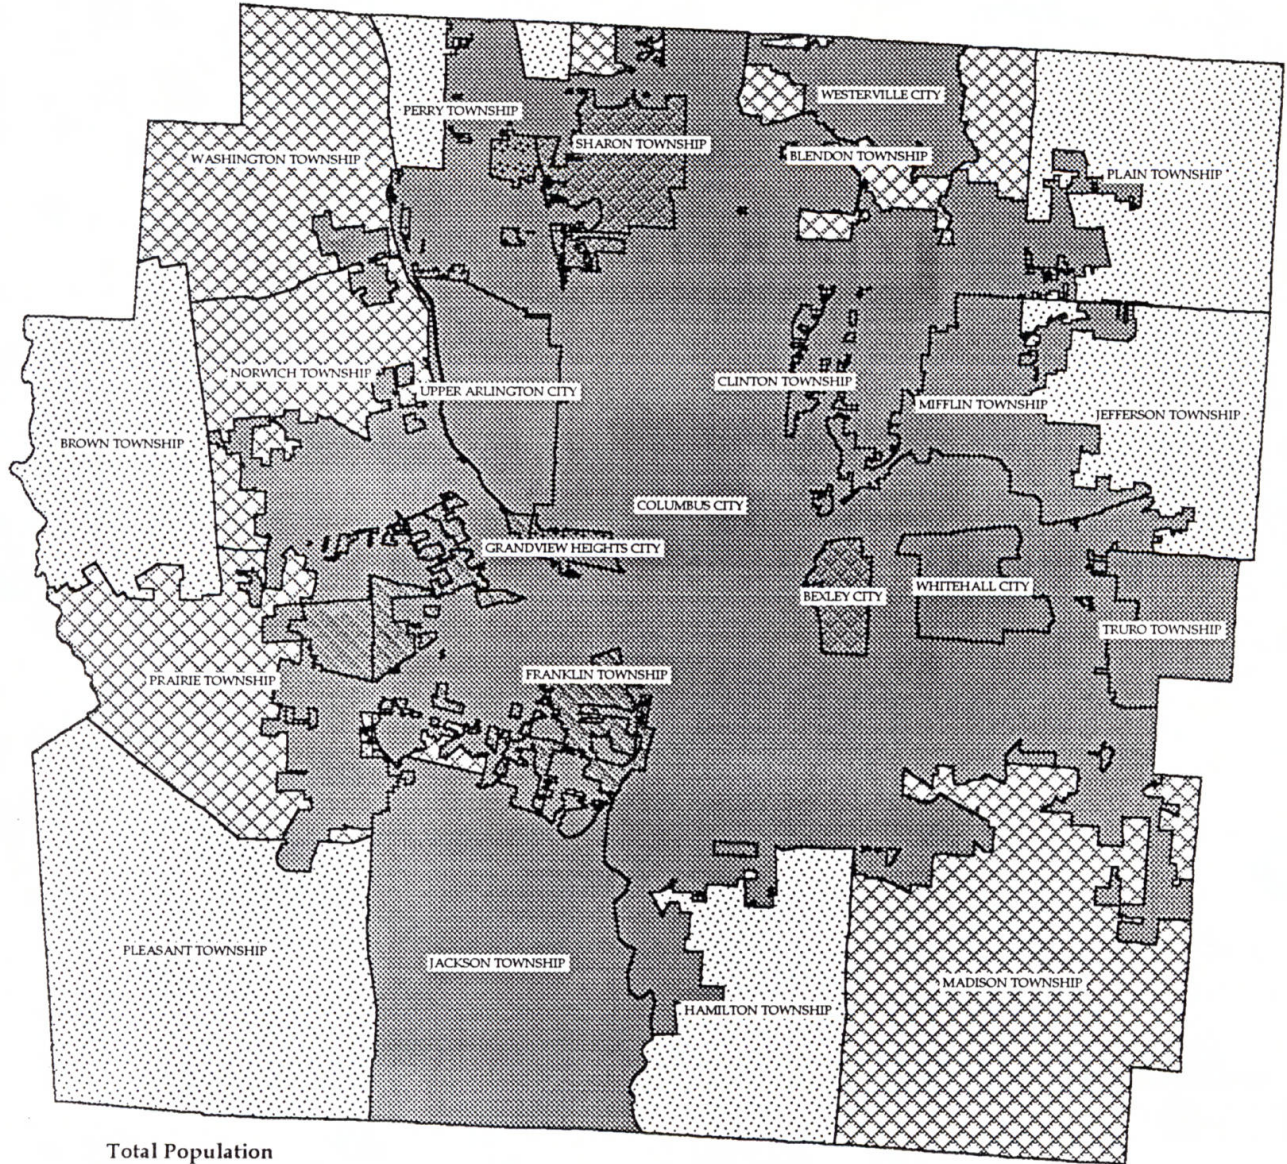 WESTERVILLE CITY
PERRY TOWNSHIP
SHARON TOWNSHIP
WASHINGTON TOWNSHIP
BLENDON TOWNSHIP
PLAIN TOWNSHIP
NORWICH TOWNSHIP
UPPER ARLINGTON CITY
CLINTON TOWNSHIP
MIFFLIN TOWNSHIP
JEFFERSON TOWNSHIP
BROWN TOWNSHIP
COLUMBUS CITY
GRANDVIEW HEIGHTS CITY
BEXLEY CITY
WHITEHALL CITY
TRURO TOWNSHIP
PRAIRIE TOWNSHIP
FRANKLIN TOWNSHIP
PLEASANT TOWNSHIP
JACKSON TOWNSHIP
MADISON TOWNSHIP
HAMILTON TOWNSHIP
Total Population